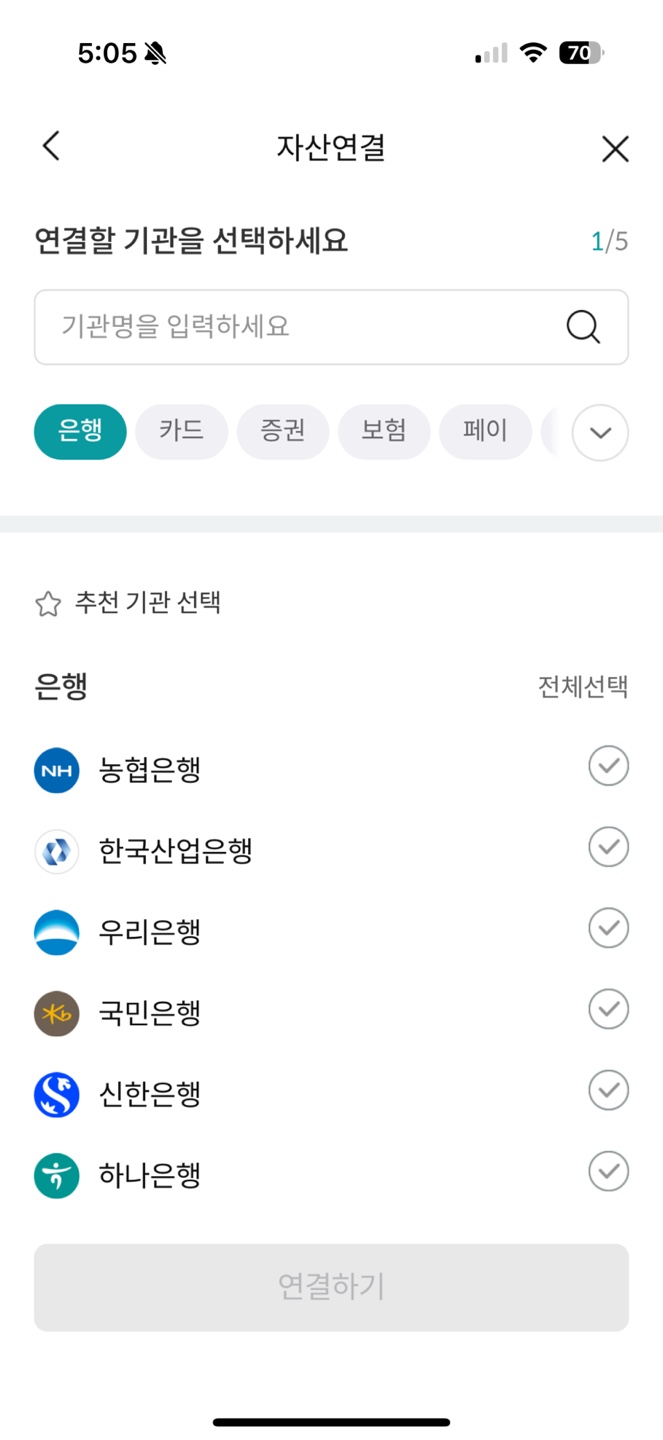 5:05
70
자산연결
연결할 기관을 선택하세요 1/5
기관명을 입력하세요
은행 카드 증권 보험 페이
추천 기관 선택
은행 전체선택
NH 농협은행
한국산업은행
우리은행
Kb 국민은행
신한은행
하나은행
연결하기